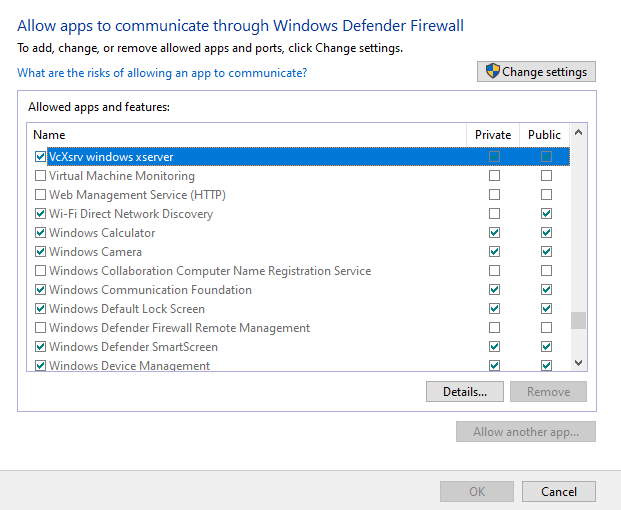 Allow apps to communicate through Windows Defender Firewall
To add, change, or remove allowed apps and ports, click Change settings.
What are the risks of allowing an app to communicate?
Change settings
Allowed apps and features:
Name Private Public
VcXsrv windows xserver
Virtual Machine Monitoring
Web Management Service (HTTP)
Wi-Fi Direct Network Discovery
Windows Calculator
Windows Camera
Windows Collaboration Computer Name Registration Service
Windows Communication Foundation
Windows Default Lock Screen
Windows Defender Firewall Remote Management
Windows Defender SmartScreen
Windows Device Management
Details... Remove
Allow another app...
OK Cancel